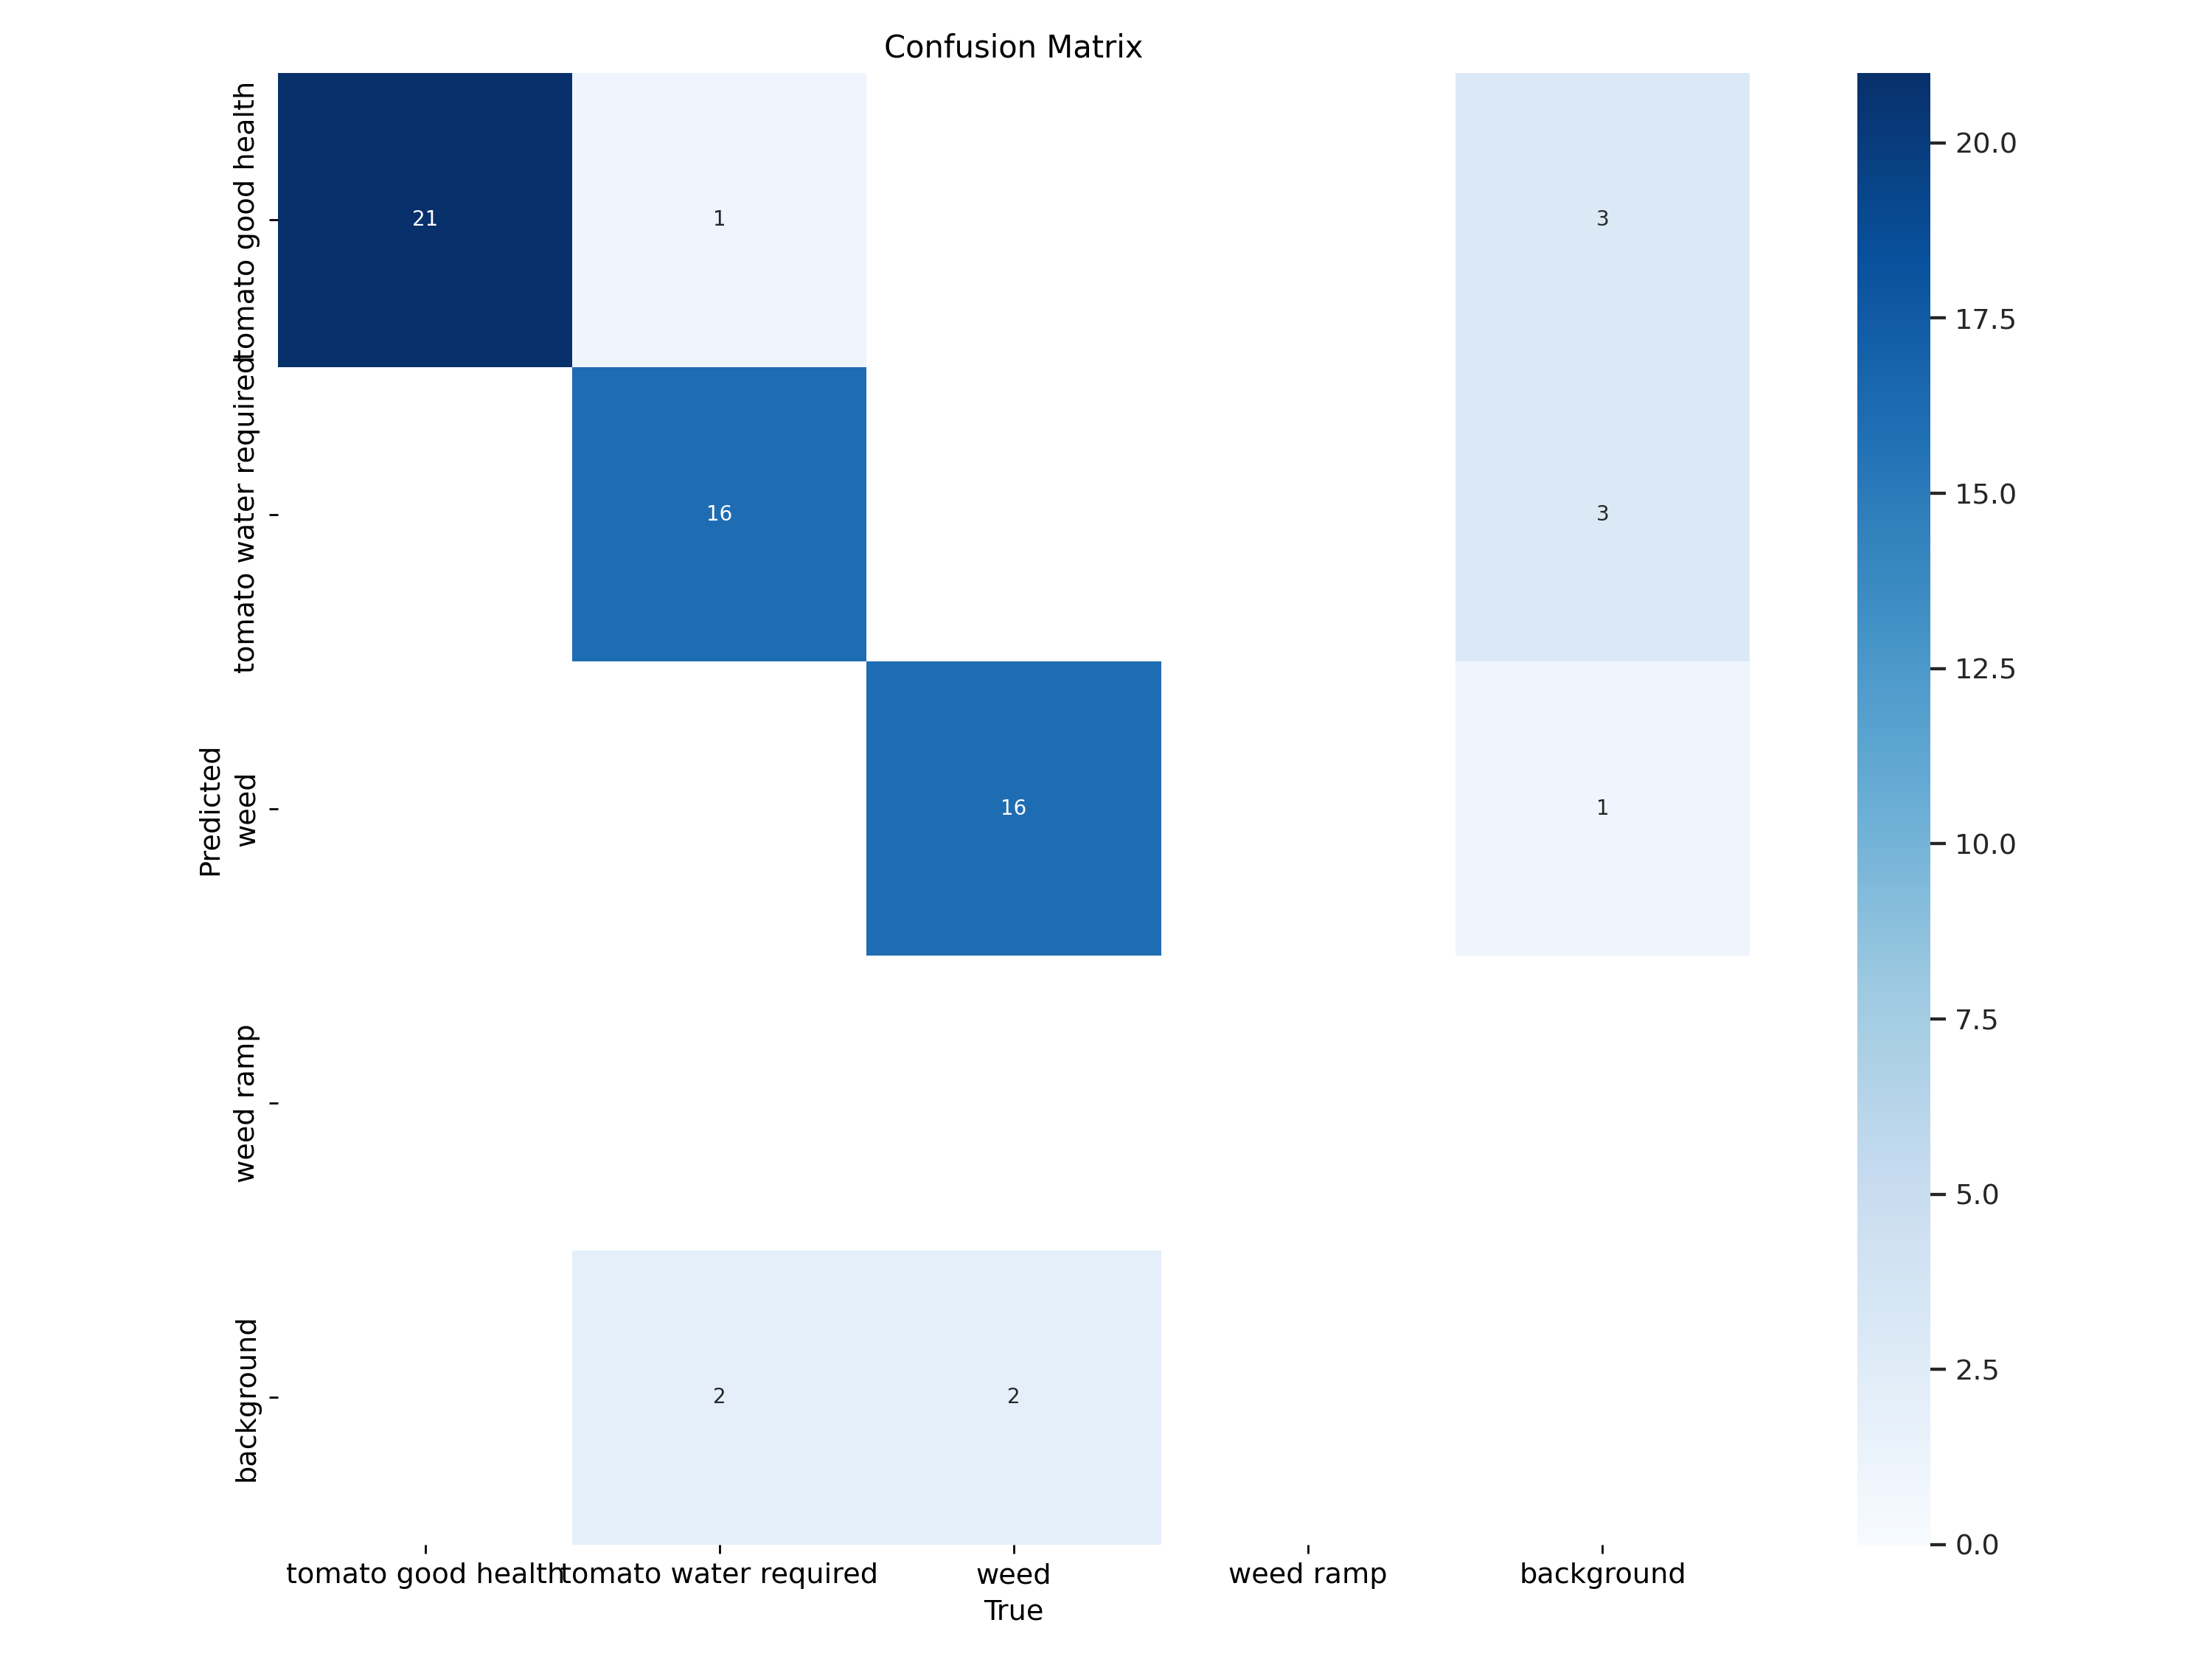 Confusion Matrix
tomato good health
21
1
3
20.0
17.5
tomato water required
16
3
15.0
12.5
Predicted
weed
16
1
10.0
7.5
weed ramp
5.0
background
2
2
2.5
0.0
tomato good health
tomato water required
weed
weed ramp
background
True